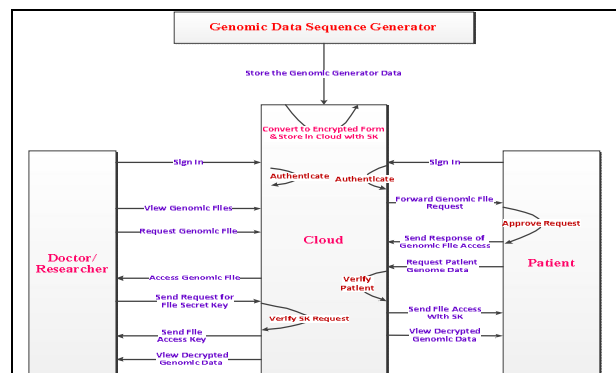 Genomic Data Sequence Generator
Store the Genomic Generator Data
Convert to Encrypted Form
& Store in Cloud with SK
Sign In
Authenticate
Authenticate
Sign In
View Genomic Files
Forward Genomic File
Request
Request Genomic File
Approve Request
Doctor/
Researcher
Cloud
Patient
Send Response of
Genomic File Access
Access Genomic File
Request Patient
Genome Data
Verify
Patient
Send Request for
File Secret Key
Verify SK Request
Send File Access
With SK
Send File
Access Key
View Decrypted
Genomic Data
View Decrypted
Genomic Data